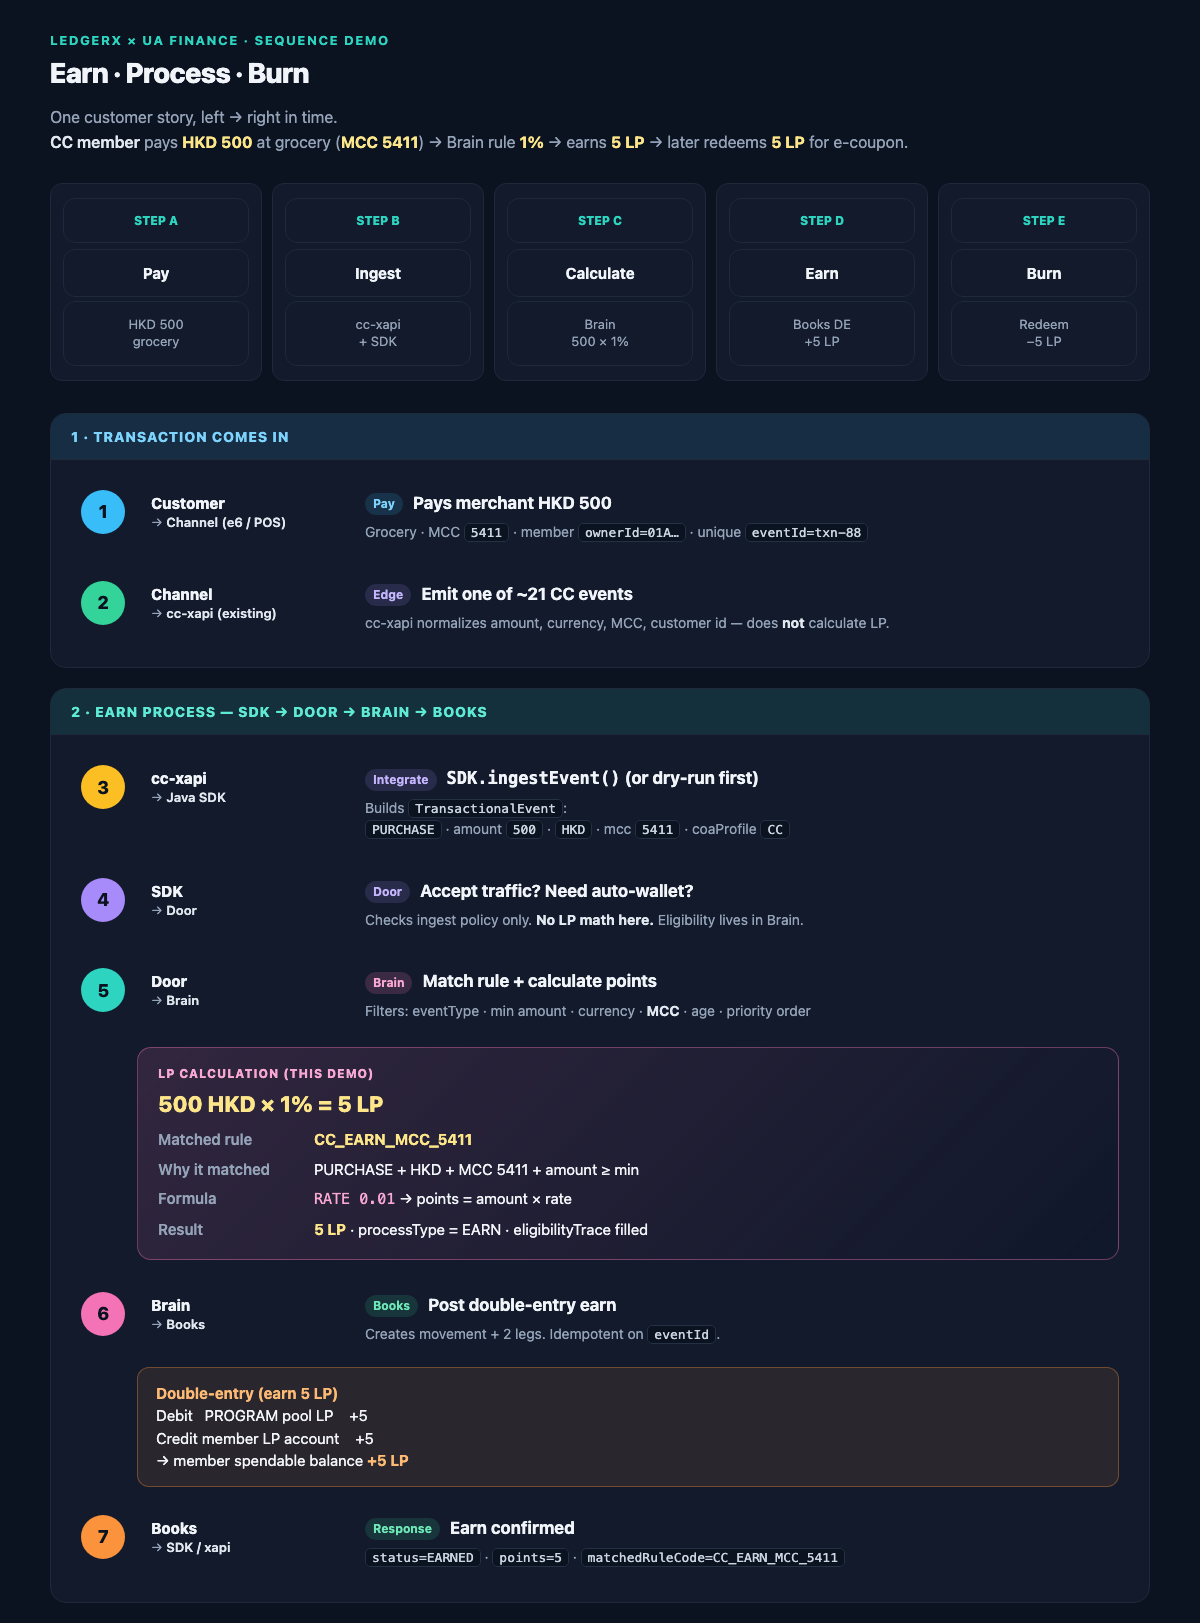 LEDGERX × UA FINANCE · SEQUENCE DEMO
Earn · Process · Burn
One customer story, left → right in time.
CC member pays HKD 500 at grocery (MCC 5411) → Brain rule 1% → earns 5 LP → later redeems 5 LP for e-coupon.
STEP A
Pay
HKD 500
grocery
STEP B
Ingest
cc-xapi
+ SDK
STEP C
Calculate
Brain
500 × 1%
STEP D
Earn
Books DE
+5 LP
STEP E
Burn
Redeem
−5 LP
1 · TRANSACTION COMES IN
1
Customer
→ Channel (e6 / POS)
Pay Pays merchant HKD 500
Grocery · MCC 5411 · member ownerId=01A… · unique eventId=txn-88
2
Channel
→ cc-xapi (existing)
Edge Emit one of ~21 CC events
cc-xapi normalizes amount, currency, MCC, customer id — does not calculate LP.
2 · EARN PROCESS — SDK → DOOR → BRAIN → BOOKS
3
cc-xapi
→ Java SDK
Integrate SDK.ingestEvent() (or dry-run first)
Builds TransactionalEvent :
PURCHASE · amount 500 · HKD · mcc 5411 · coaProfile CC
4
SDK
→ Door
Door Accept traffic? Need auto-wallet?
Checks ingest policy only. No LP math here. Eligibility lives in Brain.
5
Door
→ Brain
Brain Match rule + calculate points
Filters: eventType · min amount · currency · MCC · age · priority order
LP CALCULATION (THIS DEMO)
500 HKD × 1% = 5 LP
Matched rule CC_EARN_MCC_5411
Why it matched PURCHASE + HKD + MCC 5411 + amount ≥ min
Formula RATE 0.01 → points = amount × rate
Result 5 LP · processType = EARN · eligibilityTrace filled
6
Brain
→ Books
Books Post double-entry earn
Creates movement + 2 legs. Idempotent on eventId .
Double-entry (earn 5 LP)
Debit PROGRAM pool LP +5
Credit member LP account +5
→ member spendable balance +5 LP
7
Books
→ SDK / xapi
Response Earn confirmed
status=EARNED · points=5 · matchedRuleCode=CC_EARN_MCC_5411